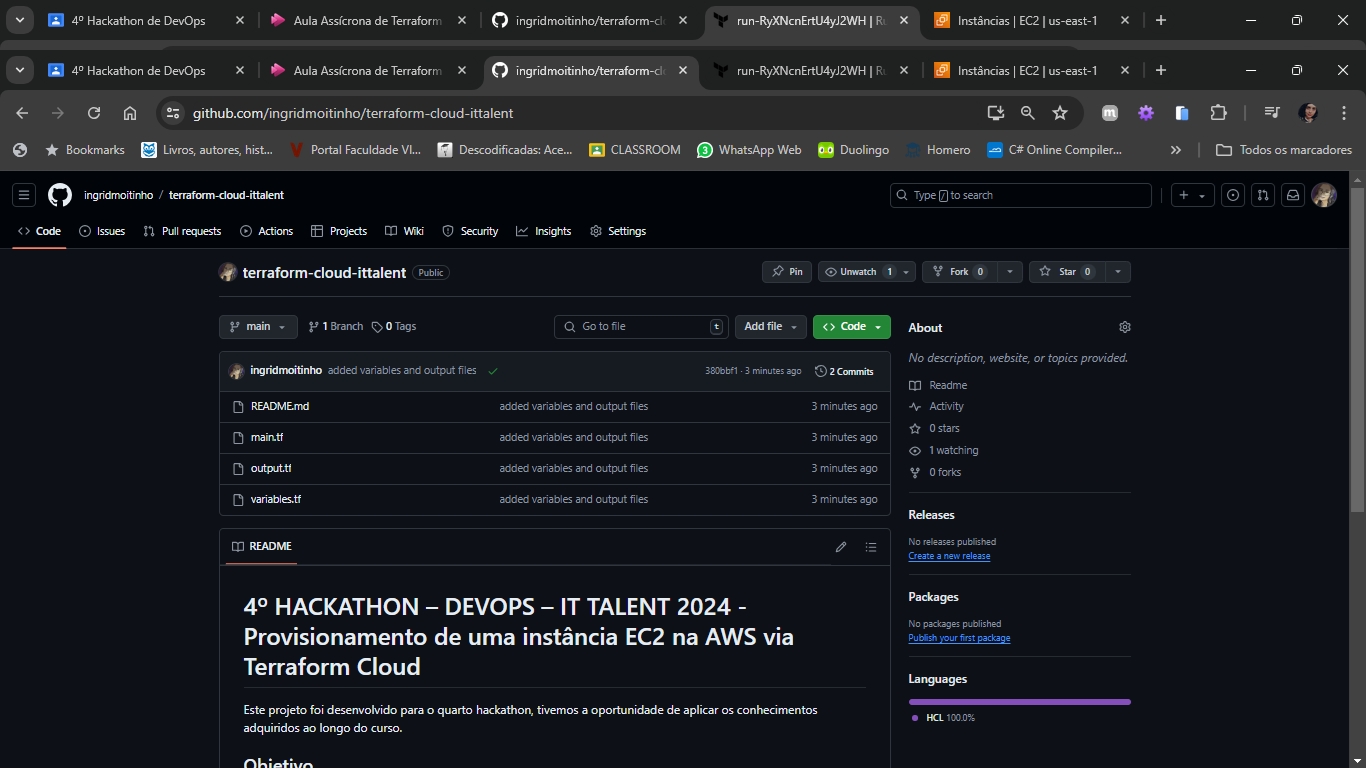 4º Hackathon de DevOps
Aula Assícrona de Terraform
ingridmoitinho/terraform-clo
run-RyXNcnErtU4yJ2WH | Ru
Instâncias | EC2 | us-east-1
4º Hackathon de DevOps
Aula Assícrona de Terraform
ingridmoitinho/terraform-clo
run-RyXNcnErtU4yJ2WH | Ru
Instâncias | EC2 | us-east-1
github.com/ingridmoitinho/terraform-cloud-ittalent
m
Bookmarks
Livros, autores, hist...
Portal Faculdade VI...
Descodificadas: Ace...
CLASSROOM
3 WhatsApp Web
Duolingo
Homero
C# Online Compiler...
Todos os marcadores
ingridmoitinho / terraform-cloud-ittalent
Type / to search
Code
Issues
Pull requests
Actions
Projects
Wiki
Security
Insights
Settings
terraform-cloud-ittalent Public
Pin
Unwatch 1
Fork 0
Star 0
main
1 Branch
0 Tags
Go to file t
Add file
Code
ingridmoitinho added variables and output files 380bbf1 · 3 minutes ago 2 Commits
README.md added variables and output files 3 minutes ago
main.tf added variables and output files 3 minutes ago
output.tf added variables and output files 3 minutes ago
variables.tf added variables and output files 3 minutes ago
README
4º HACKATHON – DEVOPS – IT TALENT 2024 -
Provisionamento de uma instância EC2 na AWS via
Terraform Cloud
Este projeto foi desenvolvido para o quarto hackathon, tivemos a oportunidade de aplicar os conhecimentos
adquiridos ao longo do curso.
Objetivo
About
No description, website, or topics provided.
Readme
Activity
0 stars
1 watching
0 forks
Releases
No releases published
Create a new release
Packages
No packages published
Publish your first package
Languages
HCL 100.0%